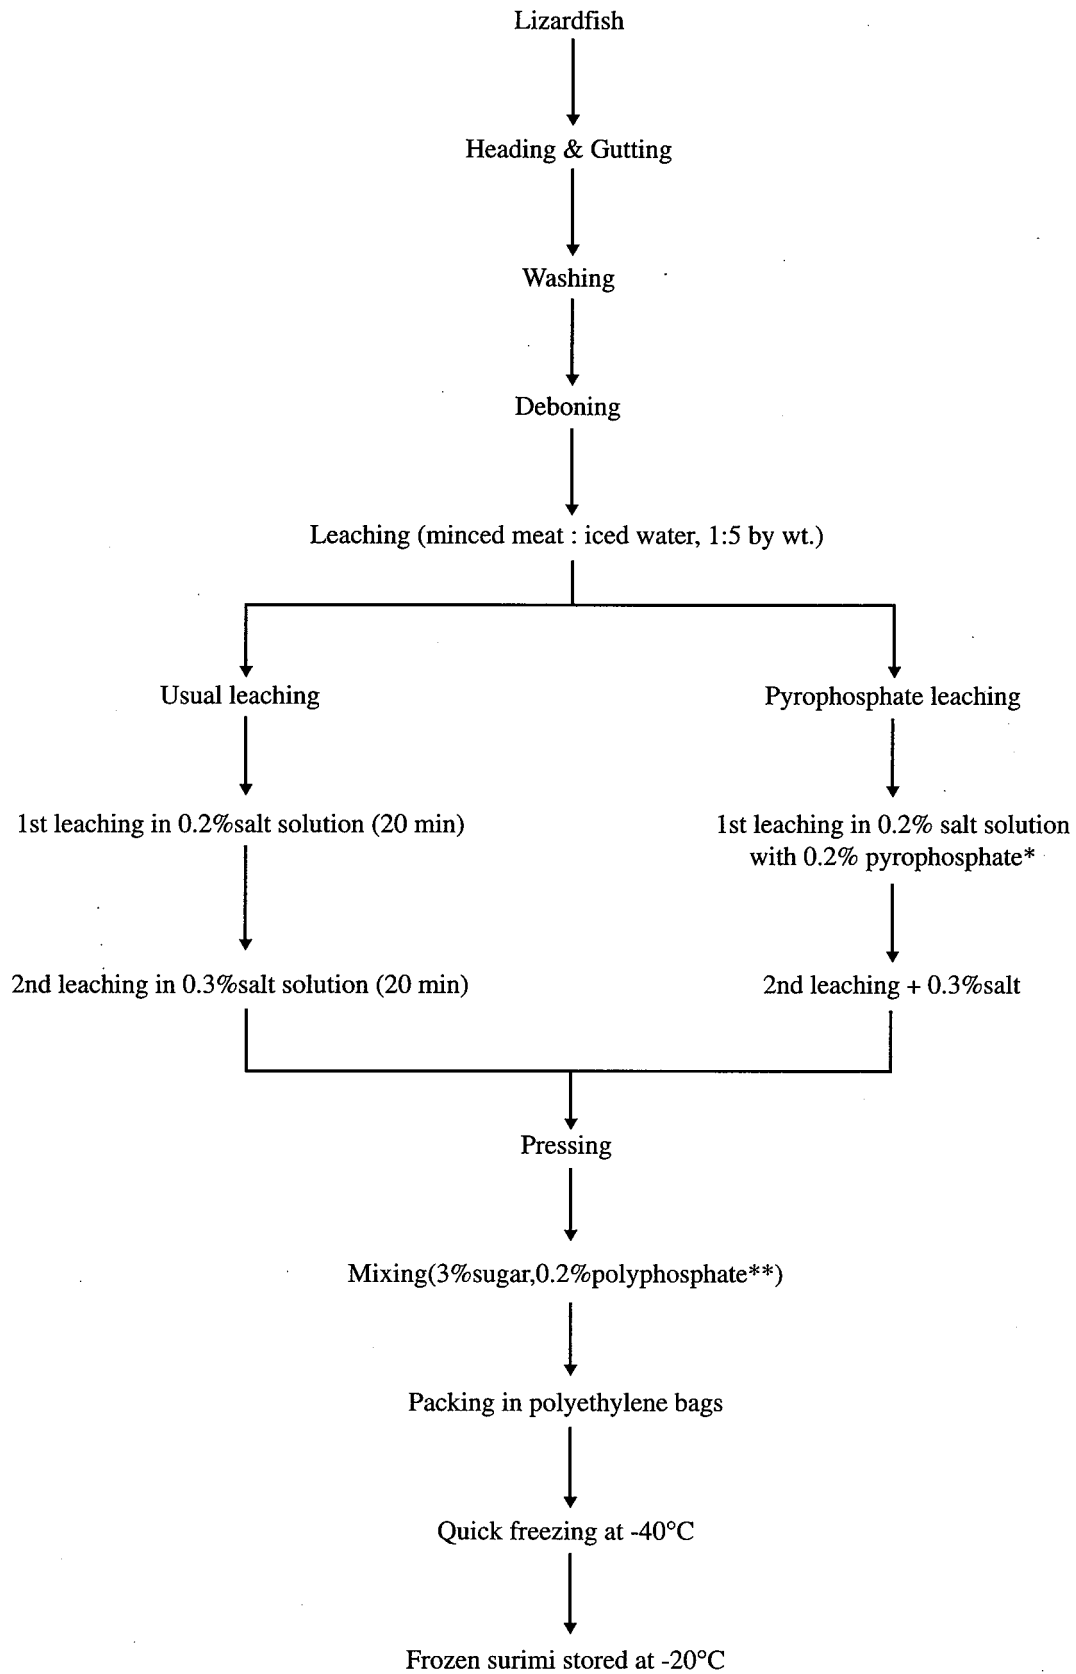 Lizardfish
Heading & Gutting
Washing
Deboning
Leaching (minced meat : iced water, 1:5 by wt.)
Usual leaching
Pyrophosphate leaching
1st leaching in 0.2%salt solution (20 min)
1st leaching in 0.2% salt solution
with 0.2% pyrophosphate*
2nd leaching in 0.3%salt solution (20 min)
2nd leaching + 0.3%salt
Pressing
Mixing(3%sugar,0.2%polyphosphate**)
Packing in polyethylene bags
Quick freezing at -40°C
Frozen surimi stored at -20°C